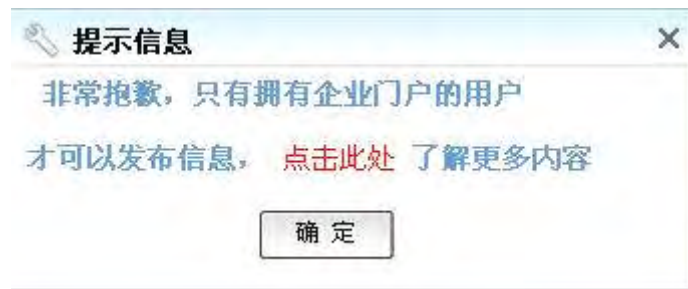 提示信息
非常抱歉，只有拥有企业门户的用户
才可以发布信息， 点击此处 了解更多内容
确 定